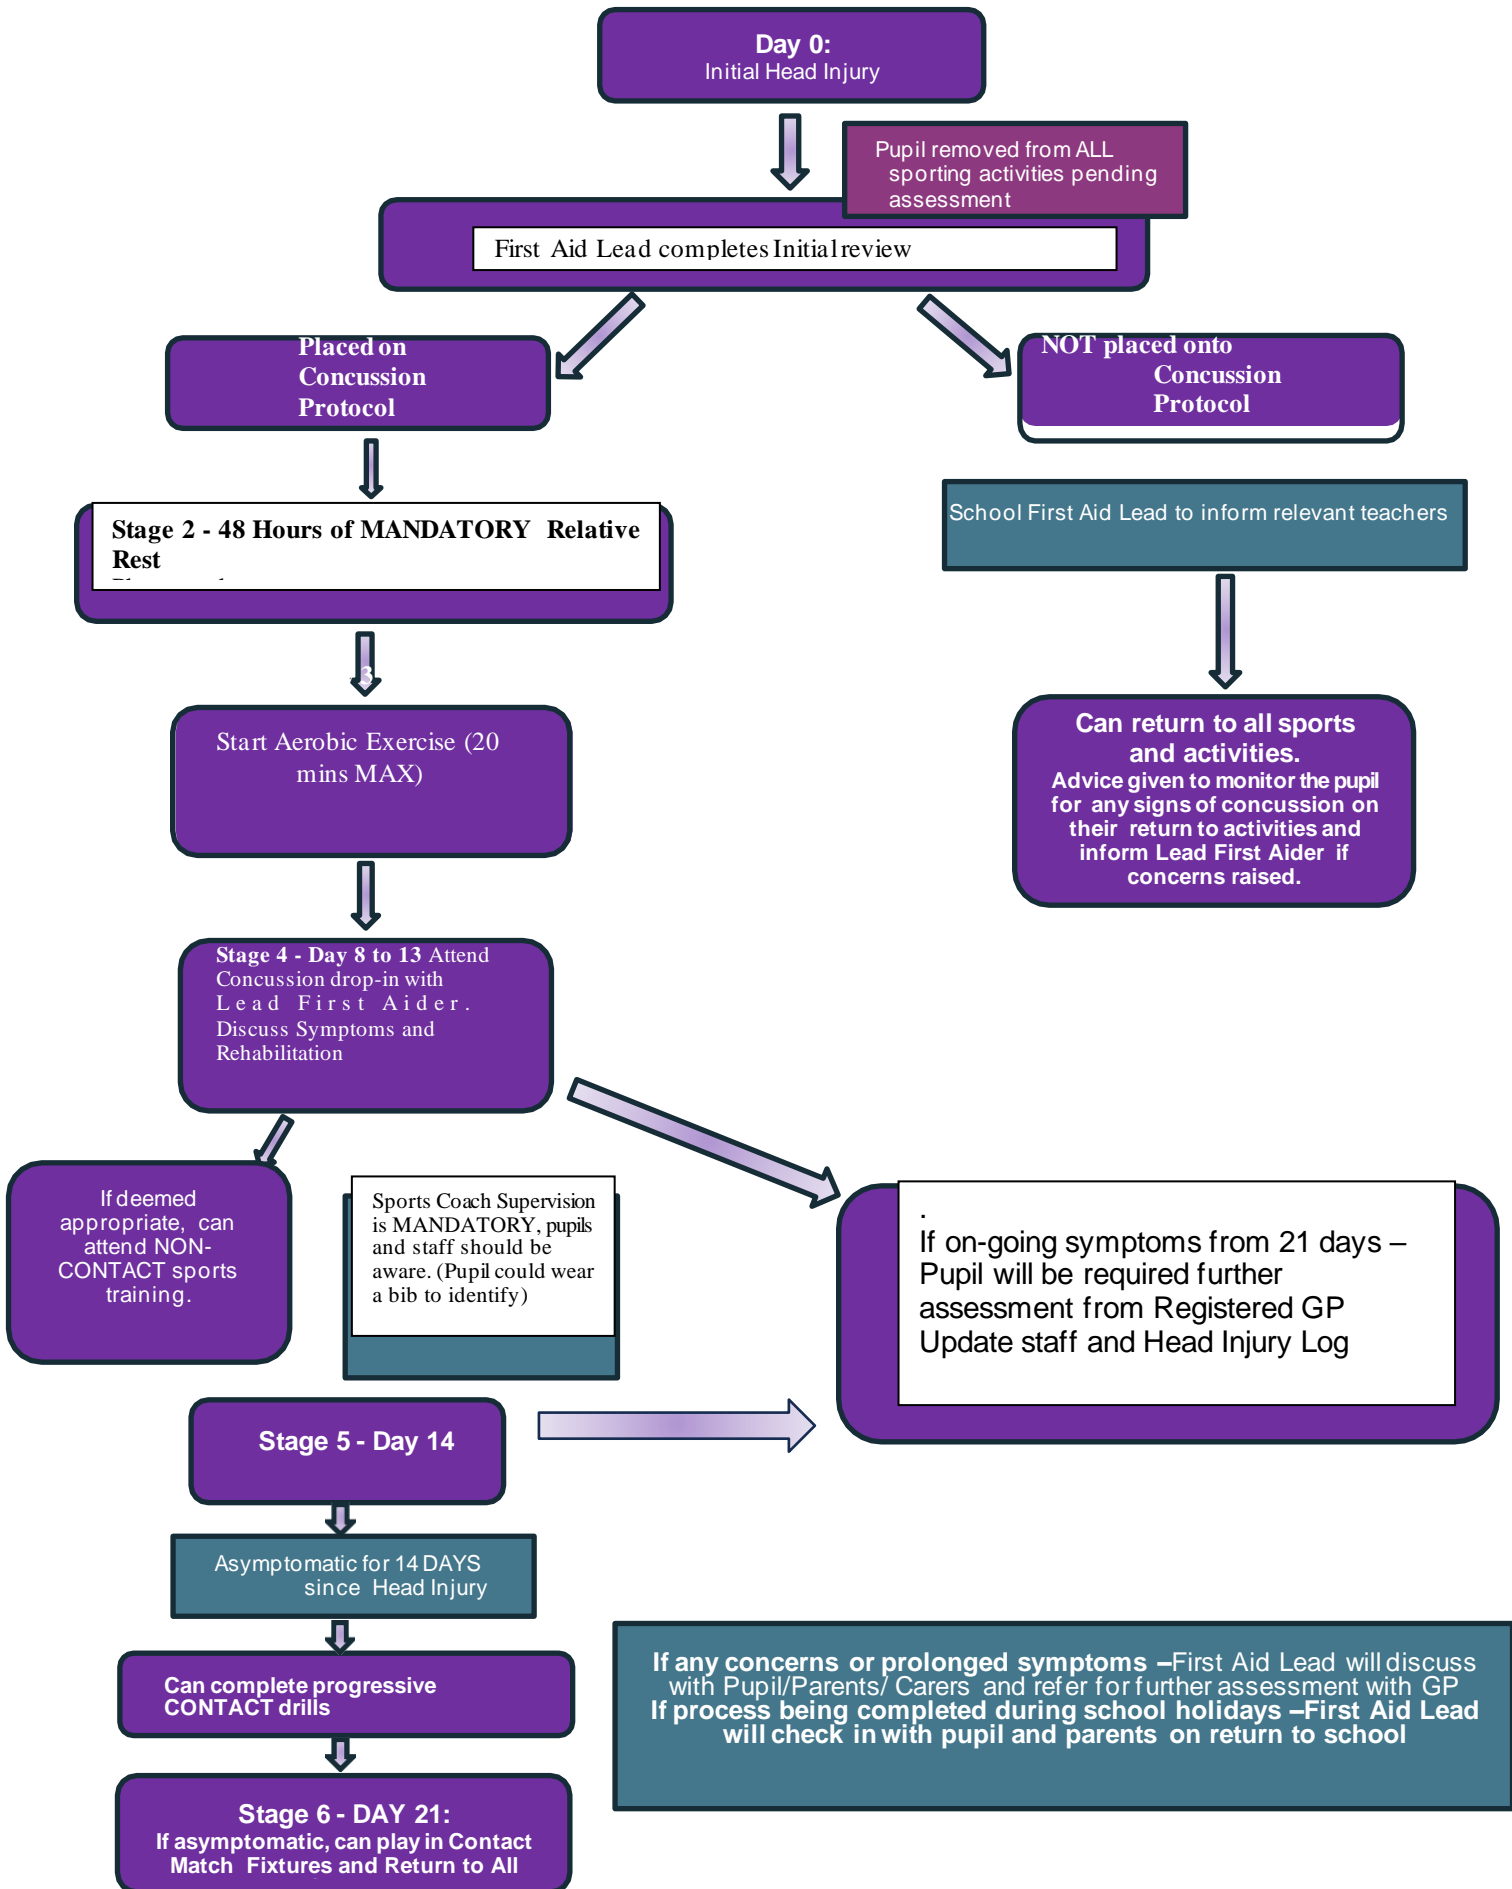 Day 0:
Initial Head Injury
Pupil removed from ALL
sporting activities pending
assessment
First Aid Lead completes Initial review
Placed on
Concussion
Protocol
NOT placed onto
Concussion
Protocol
Stage 2 - 48 Hours of MANDATORY Relative
Rest
School First Aid Lead to inform relevant teachers
3
Start Aerobic Exercise (20
mins MAX)
Can return to all sports
and activities.
Advice given to monitor the pupil
for any signs of concussion on
their return to activities and
inform Lead First Aider if
concerns raised.
Stage 4 - Day 8 to 13 Attend
Concussion drop-in with
Lead First Aider.
Discuss Symptoms and
Rehabilitation
If deemed
appropriate, can
attend NON-
CONTACT sports
training.
Sports Coach Supervision
is MANDATORY, pupils
and staff should be
aware. (Pupil could wear
a bib to identify)
.
If on-going symptoms from 21 days –
Pupil will be required further
assessment from Registered GP
Update staff and Head Injury Log
Stage 5 - Day 14
Asymptomatic for 14 DAYS
since Head Injury
Can complete progressive
CONTACT drills
If any concerns or prolonged symptoms –First Aid Lead will discuss
with Pupil/Parents/ Carers and refer for further assessment with GP
If process being completed during school holidays –First Aid Lead
will check in with pupil and parents on return to school
Stage 6 - DAY 21:
If asymptomatic, can play in Contact
Match Fixtures and Return to All